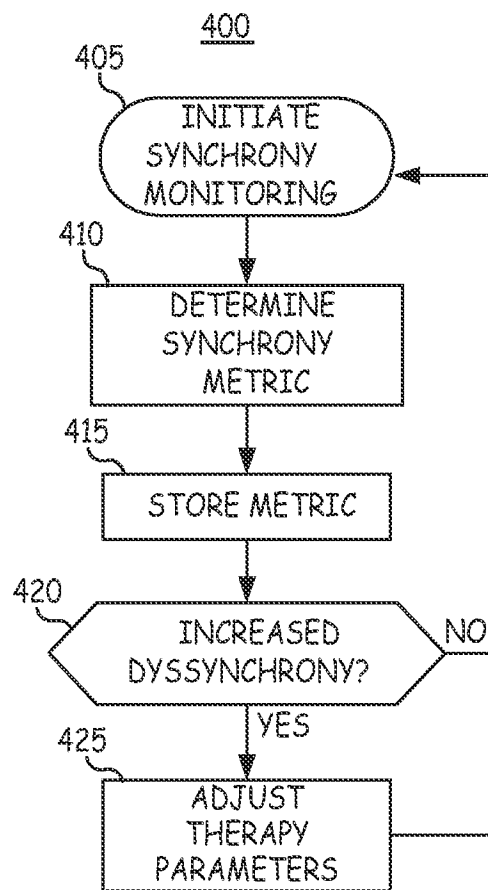 400
405
INITIATE
SYNCHRONY
MONITORING
410
DETERMINE
SYNCHRONY
METRIC
415
STORE METRIC
420
INCREASED
DYSSYNCHRONY?
NO
YES
425
ADJUST
THERAPY
PARAMETERS